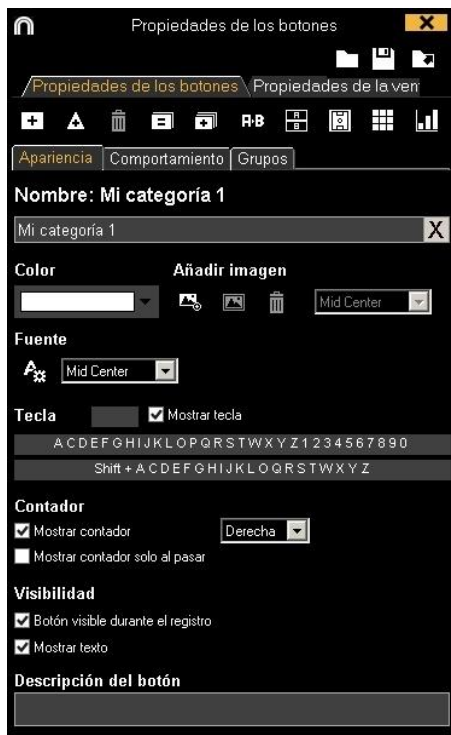 Propiedades de los botones X
Propiedades de los botones Propiedades de la ven
A·B
Apariencia Comportamiento Grupos
Nombre: Mi categoría 1
Mi categoría 1 X
Color Añadir imagen
Mid Center
Fuente
A Mid Center
Tecla Mostrar tecla
A C D E F G H I J K L O P Q R S T W X Y Z 1 2 3 4 5 6 7 8 9 0
Shift + A C D E F G H I J K L O Q R S T W X Y Z
Contador
Mostrar contador Derecha
Mostrar contador solo al pasar
Visibilidad
Botón visible durante el registro
Mostrar texto
Descripción del botón